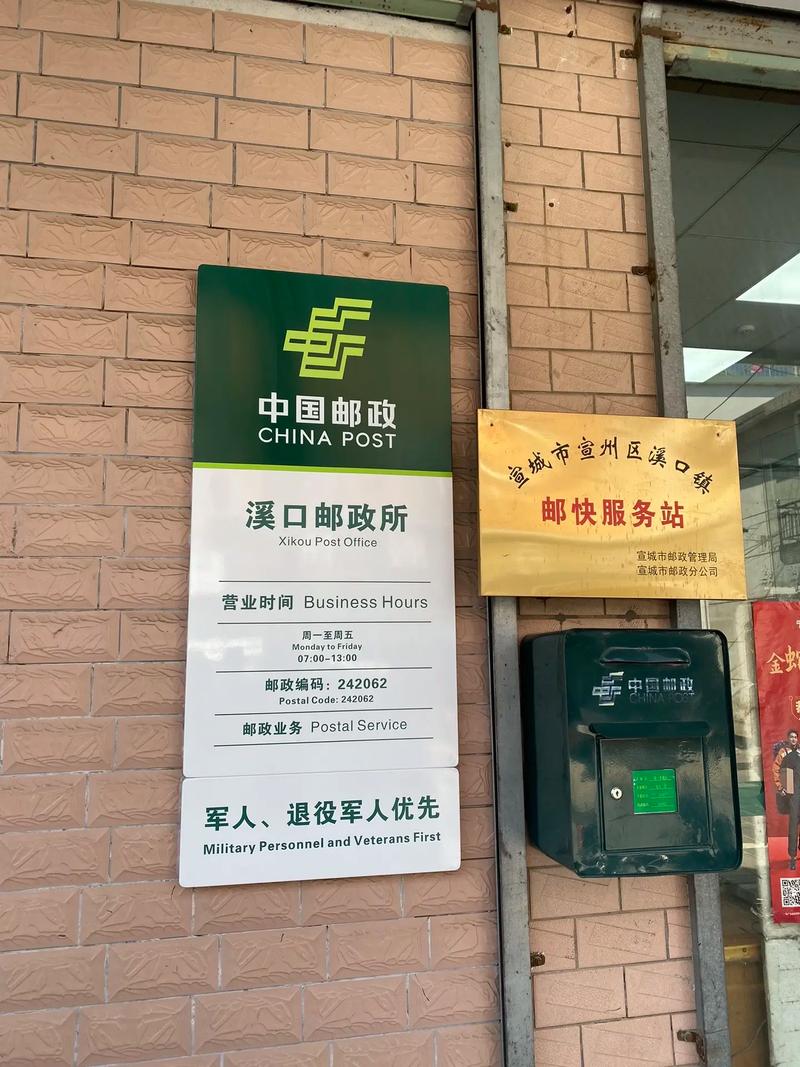 中国邮政
CHINA POST
溪口邮政所
Xikou Post Office
营业时间 Business Hours
周一至周五
Monday to Friday
07:00-13:00
邮政编码：242062
Postal Code: 242062
邮政业务 Postal Service
军人、退役军人优先
Military Personnel and Veterans First
宣城市宣州区溪口镇
邮快服务站
宣城市邮政管理局
宣城市邮政分公司
中国邮政
CHINA POST
金蛇